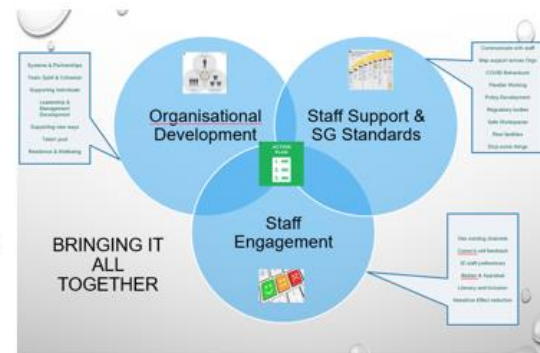 Systems & Partnerships
Team Spirit & Cohesion
Supporting Individuals
Leadership &
Management
Development
Supporting new ways
Talent pool
Resilience & Wellbeing
Organisational
Development
Staff Support &
SG Standards
Communicate with staff
Map support across Orgs
COVID Behaviours
Flexible Working
Policy Development
Regulatory bodies
Safe Workspaces
Rest facilities
Stop some things
ACTION
PLAN
1
2
3
Staff
Engagement
BRINGING IT
ALL
TOGETHER
Use existing channels
ID staff preferences
Literacy and Inclusion